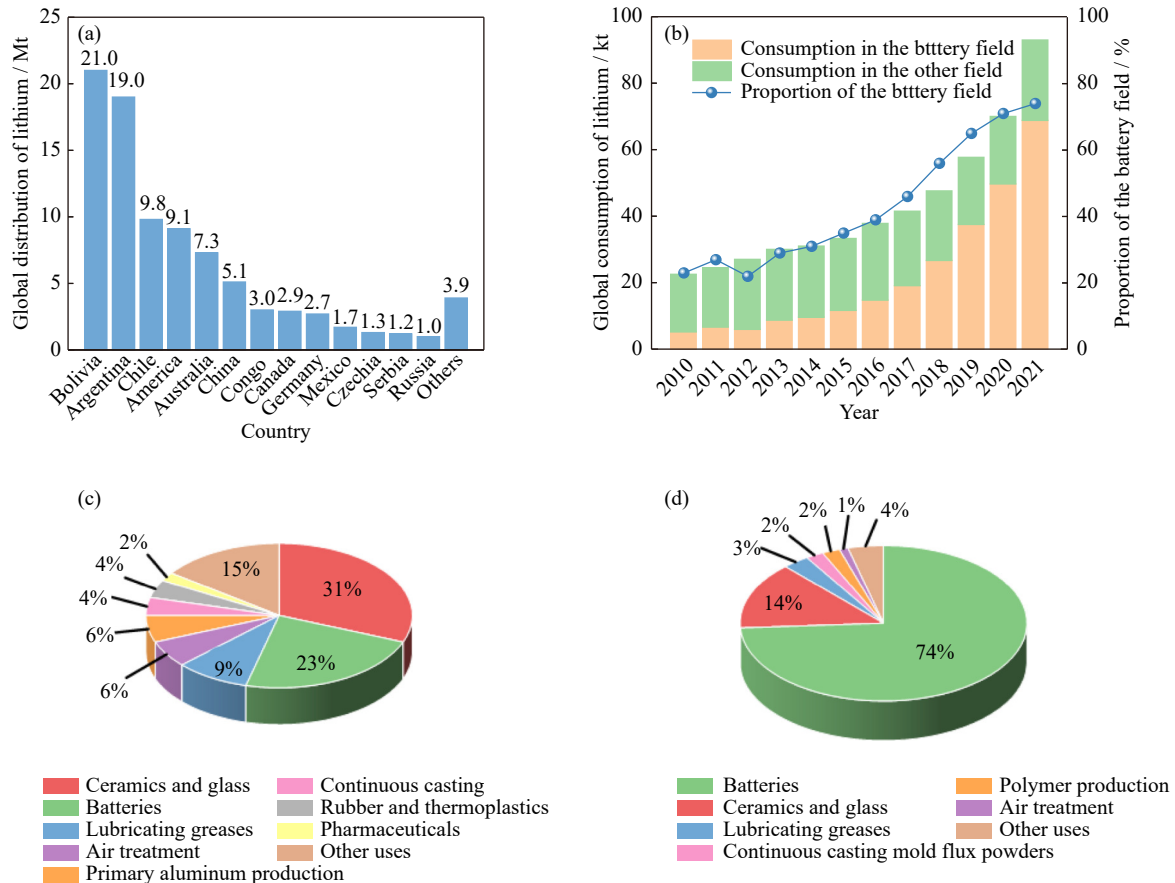 (a)
Global distribution of lithium / Mt
25
20
15
10
5
0
21.0
19.0
9.8
9.1
7.3
5.1
3.0
2.9
2.7
1.7
1.3
1.2
1.0
3.9
Bolivia
Argentina
Chile
America
Australia
China
Congo
Canada
Germany
Mexico
Czechia
Serbia
Russia
Others
Country
(b)
Global consumption of lithium / kt
100
80
60
40
20
0
Consumption in the btttery field
Consumption in the other field
Proportion of the btttery field
100
80
60
40
20
0
Proportion of the battery field / %
2010
2011
2012
2013
2014
2015
2016
2017
2018
2019
2020
2021
Year
(c)
2%
4%
4%
6%
6%
9%
23%
31%
15%
Ceramics and glass
Batteries
Lubricating greases
Air treatment
Primary aluminum production
Continuous casting
Rubber and thermoplastics
Pharmaceuticals
Other uses
(d)
3%
2%
2%
1%
4%
14%
74%
Batteries
Ceramics and glass
Lubricating greases
Continuous casting mold flux powders
Polymer production
Air treatment
Other uses